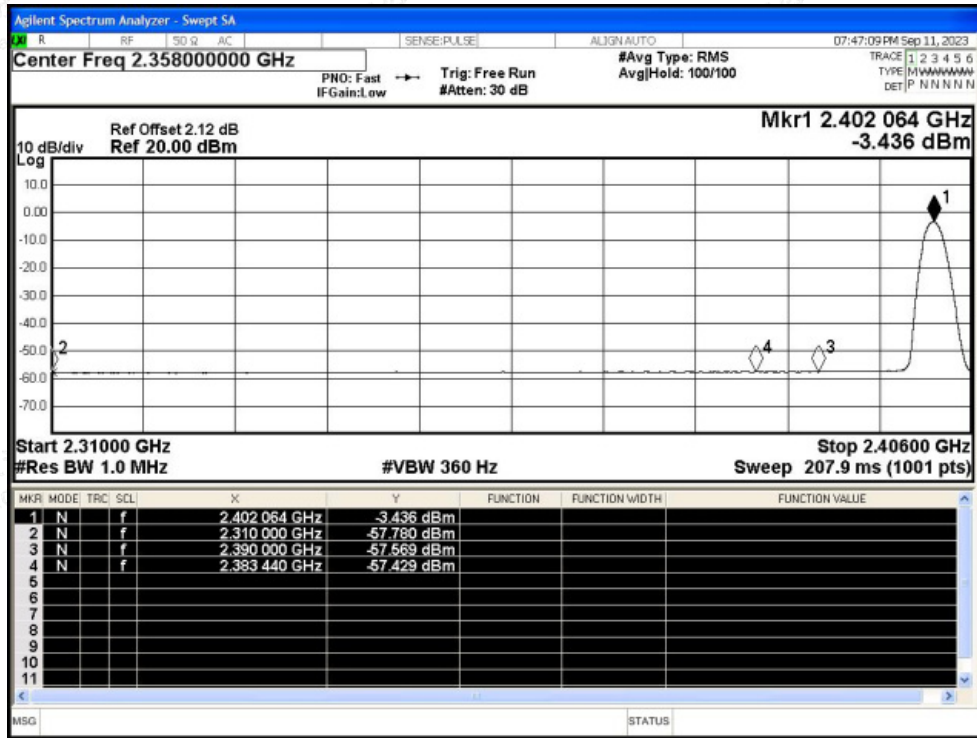 Agilent Spectrum Analyzer - Swept SA
LXI R RF 50 Ω AC SENSE:PULSE ALIGN AUTO 07:47:09 PM Sep 11, 2023
Center Freq 2.358000000 GHz #Avg Type: RMS TRACE 1 2 3 4 5 6
PNO: Fast Trig: Free Run Avg|Hold: 100/100 TYPE M WWWWW
IFGain:Low #Atten: 30 dB DET P N N N N N
Mkr1 2.402 064 GHz
Ref Offset 2.12 dB
10 dB/div Ref 20.00 dBm -3.436 dBm
Log
10.0
1
0.00
-10.0
-20.0
-30.0
-40.0
-50.0 2 4 3
-60.0
-70.0
Start 2.31000 GHz Stop 2.40600 GHz
#Res BW 1.0 MHz #VBW 360 Hz Sweep 207.9 ms (1001 pts)
MKR MODE TRC SCL X Y FUNCTION FUNCTION WIDTH FUNCTION VALUE
1 N f 2.402 064 GHz -3.436 dBm
2 N f 2.310 000 GHz -57.780 dBm
3 N f 2.390 000 GHz -57.569 dBm
4 N f 2.383 440 GHz -57.429 dBm
5
6
7
8
9
10
11
MSG STATUS